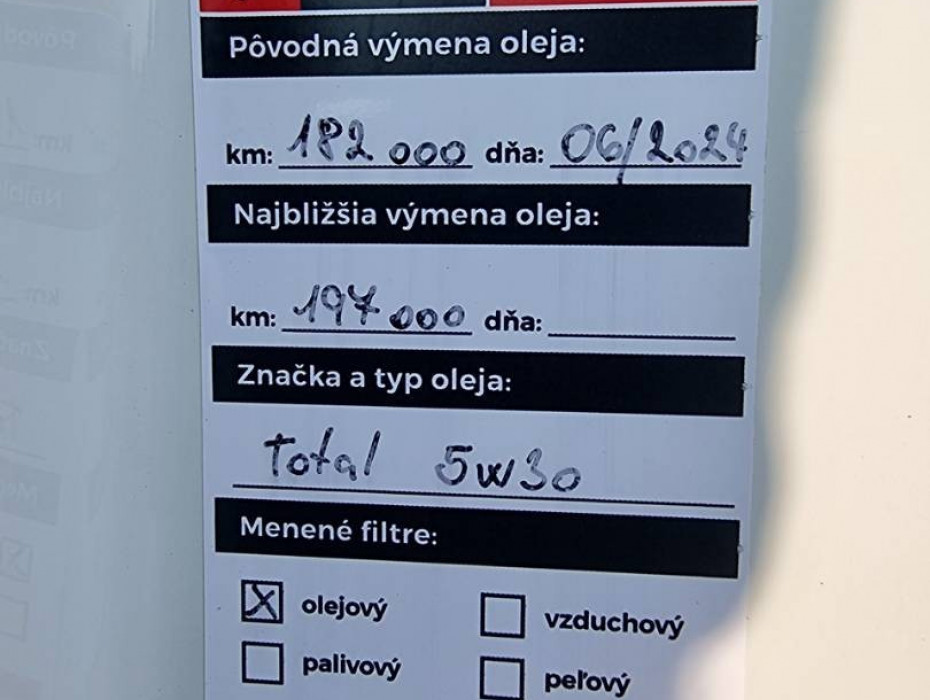 Pôvodná výmena oleja:
km: 182 000 dňa: 06/2024
Najbližšia výmena oleja:
km: 197 000 dňa:
Značka a typ oleja:
Total 5w30
Menené filtre:
olejový vzduchový
palivový peľový